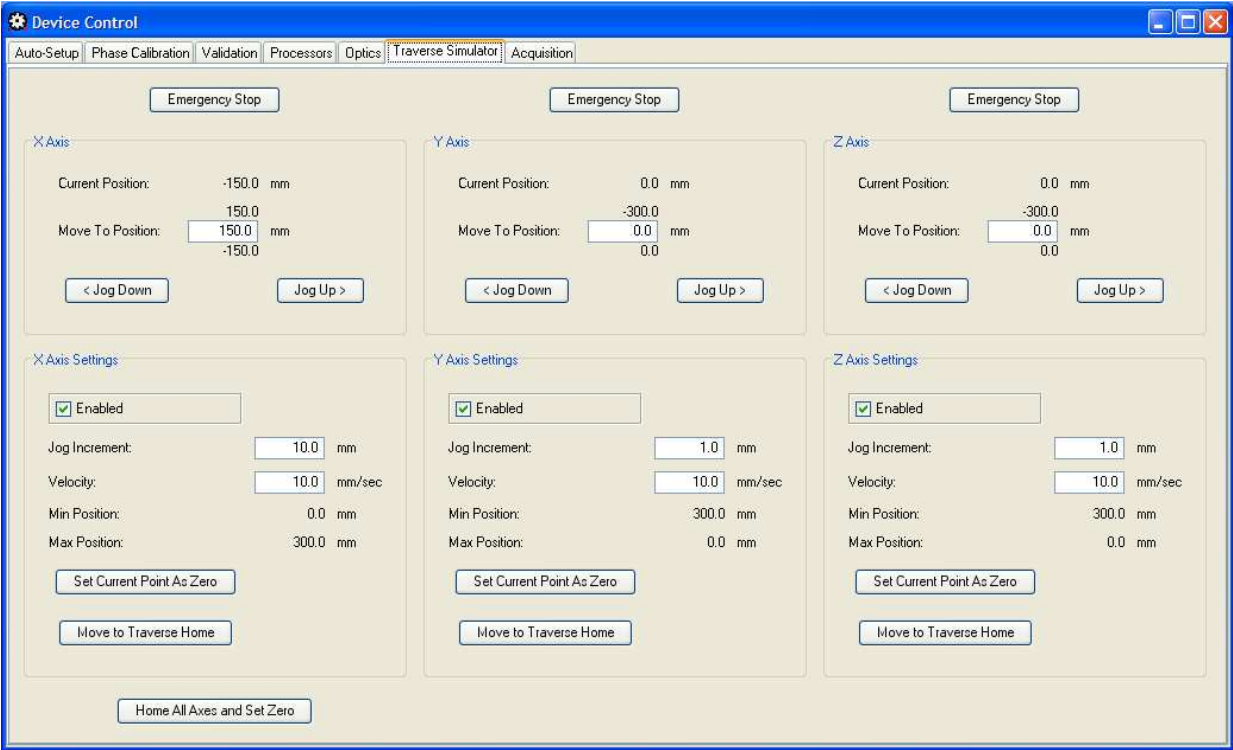 Device Control
Auto-Setup Phase Calibration Validation Processors Optics Traverse Simulator Acquisition
Emergency Stop Emergency Stop Emergency Stop
X Axis Y Axis Z Axis
Current Position: -150.0 mm Current Position: 0.0 mm Current Position: 0.0 mm
150.0 -300.0 -300.0
Move To Position: 150.0 mm Move To Position: 0.0 mm Move To Position: 0.0 mm
-150.0 0.0 0.0
< Jog Down Jog Up > < Jog Down Jog Up > < Jog Down Jog Up >
X Axis Settings Y Axis Settings Z Axis Settings
Enabled Enabled Enabled
Jog Increment: 10.0 mm Jog Increment: 1.0 mm Jog Increment: 1.0 mm
Velocity: 10.0 mm/sec Velocity: 10.0 mm/sec Velocity: 10.0 mm/sec
Min Position: 0.0 mm Min Position: 300.0 mm Min Position: 300.0 mm
Max Position: 300.0 mm Max Position: 0.0 mm Max Position: 0.0 mm
Set Current Point As Zero Set Current Point As Zero Set Current Point As Zero
Move to Traverse Home Move to Traverse Home Move to Traverse Home
Home All Axes and Set Zero